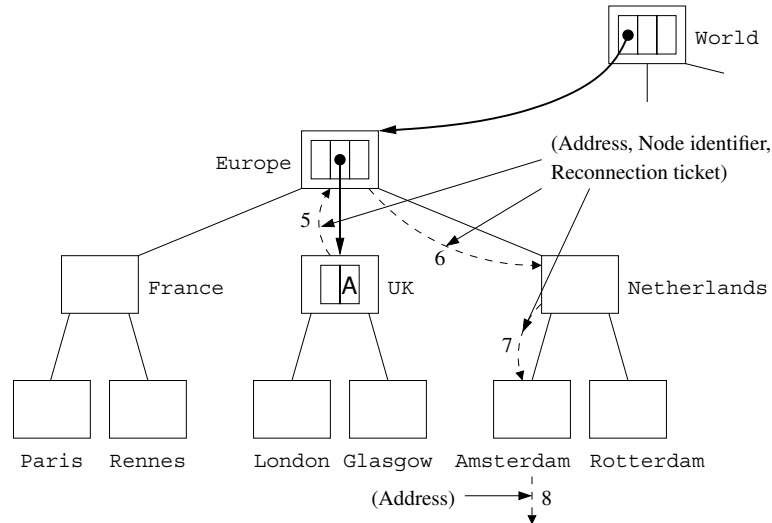 World
(Address, Node identifier,
Reconnection ticket)
Europe
5
6
A
France
UK
Netherlands
7
Paris
Rennes
London
Glasgow
Amsterdam
Rotterdam
(Address)
8